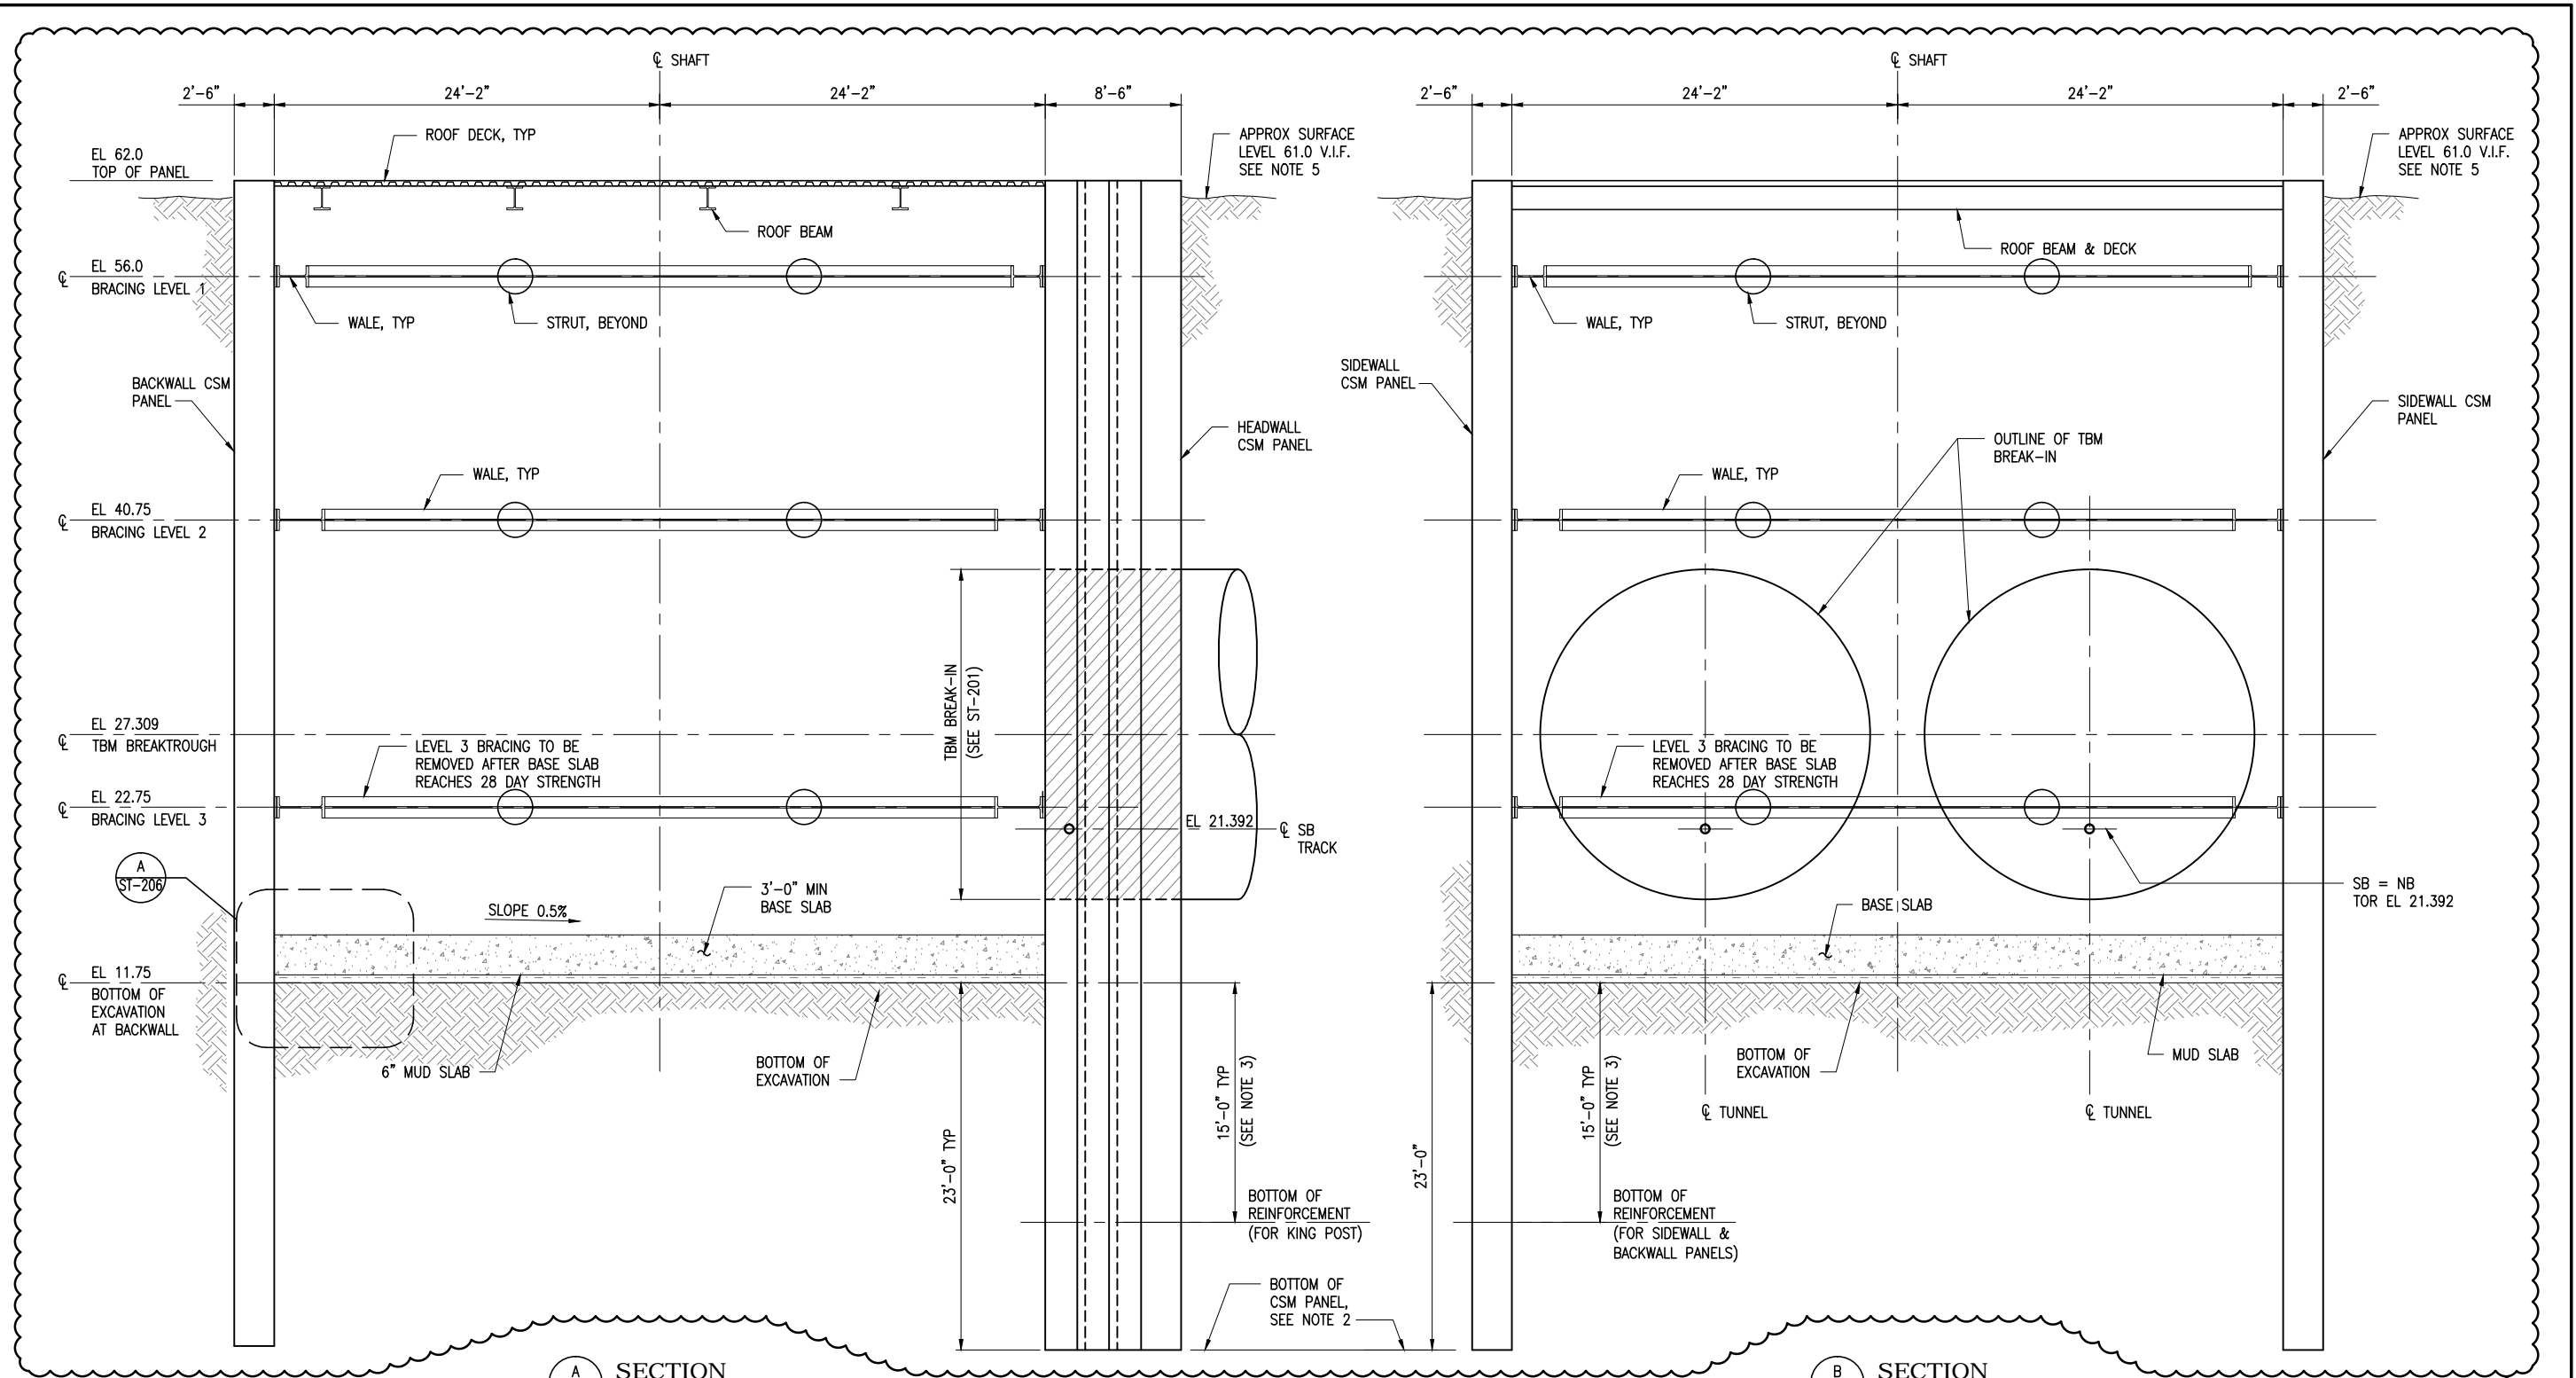 ℄ SHAFT
2'-6"
24'-2"
24'-2"
8'-6"
ROOF DECK, TYP
EL 62.0
TOP OF PANEL
APPROX SURFACE
LEVEL 61.0 V.I.F.
SEE NOTE 5
ROOF BEAM
℄ EL 56.0
BRACING LEVEL 1
WALE, TYP
STRUT, BEYOND
BACKWALL CSM
PANEL
HEADWALL
CSM PANEL
WALE, TYP
℄ EL 40.75
BRACING LEVEL 2
TBM BREAK-IN
(SEE ST-201)
℄ EL 27.309
TBM BREAKTROUGH
LEVEL 3 BRACING TO BE
REMOVED AFTER BASE SLAB
REACHES 28 DAY STRENGTH
℄ EL 22.75
BRACING LEVEL 3
EL 21.392
℄ SB
TRACK
A
ST-206
3'-0" MIN
BASE SLAB
SLOPE 0.5%
℄ EL 11.75
BOTTOM OF
EXCAVATION
AT BACKWALL
6" MUD SLAB
BOTTOM OF
EXCAVATION
23'-0" TYP
15'-0" TYP
(SEE NOTE 3)
BOTTOM OF
REINFORCEMENT
(FOR KING POST)
BOTTOM OF
CSM PANEL,
SEE NOTE 2
A
SECTION
℄ SHAFT
2'-6"
24'-2"
24'-2"
2'-6"
APPROX SURFACE
LEVEL 61.0 V.I.F.
SEE NOTE 5
ROOF BEAM & DECK
WALE, TYP
STRUT, BEYOND
SIDEWALL
CSM PANEL
SIDEWALL CSM
PANEL
OUTLINE OF TBM
BREAK-IN
WALE, TYP
LEVEL 3 BRACING TO BE
REMOVED AFTER BASE SLAB
REACHES 28 DAY STRENGTH
SB = NB
TOR EL 21.392
BASE SLAB
BOTTOM OF
EXCAVATION
MUD SLAB
℄ TUNNEL
℄ TUNNEL
15'-0" TYP
(SEE NOTE 3)
23'-0"
BOTTOM OF
REINFORCEMENT
(FOR SIDEWALL &
BACKWALL PANELS)
B
SECTION